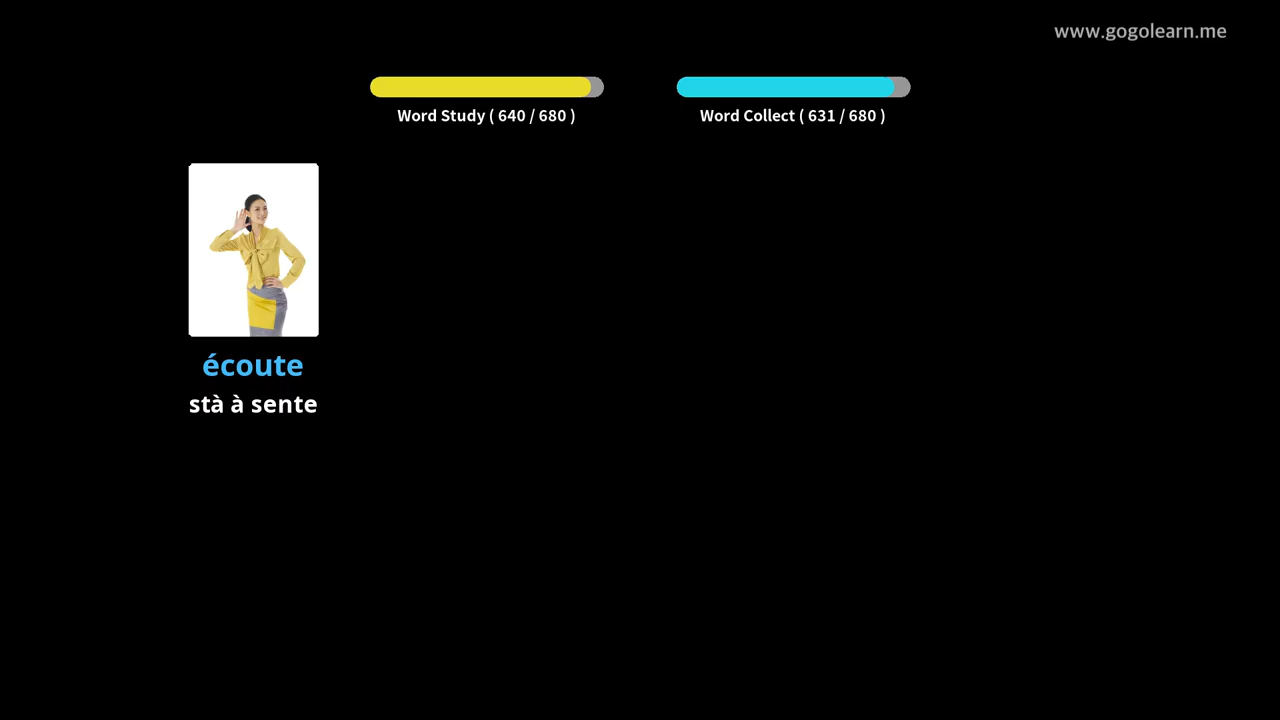 www.gogolearn.me
Word Study ( 640 / 680 )
Word Collect ( 631 / 680 )
écoute
stà à sente